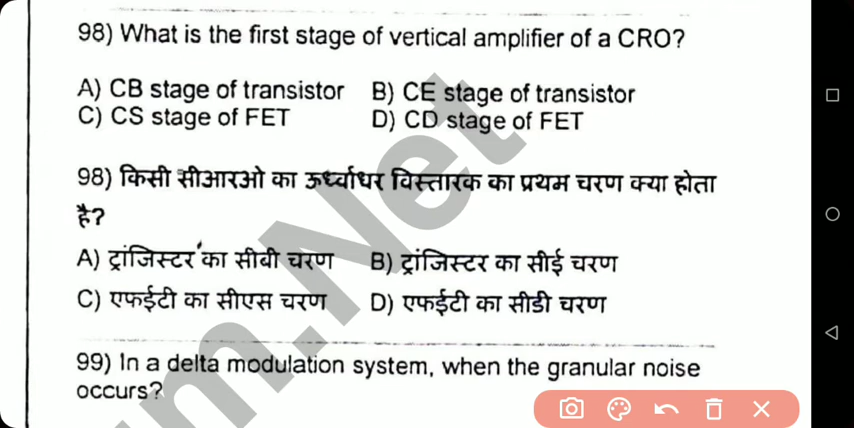 98) What is the first stage of vertical amplifier of a CRO?
A) CB stage of transistor B) CE stage of transistor
C) CS stage of FET D) CD stage of FET
98) किसी सीआरओ का ऊर्ध्वाधर विस्तारक का प्रथम चरण क्या होता
है?
A) ट्रांजिस्टर का सीबी चरण B) ट्रांजिस्टर का सीई चरण
C) एफईटी का सीएस चरण D) एफईटी का सीडी चरण
99) In a delta modulation system, when the granular noise
occurs?
m.Net